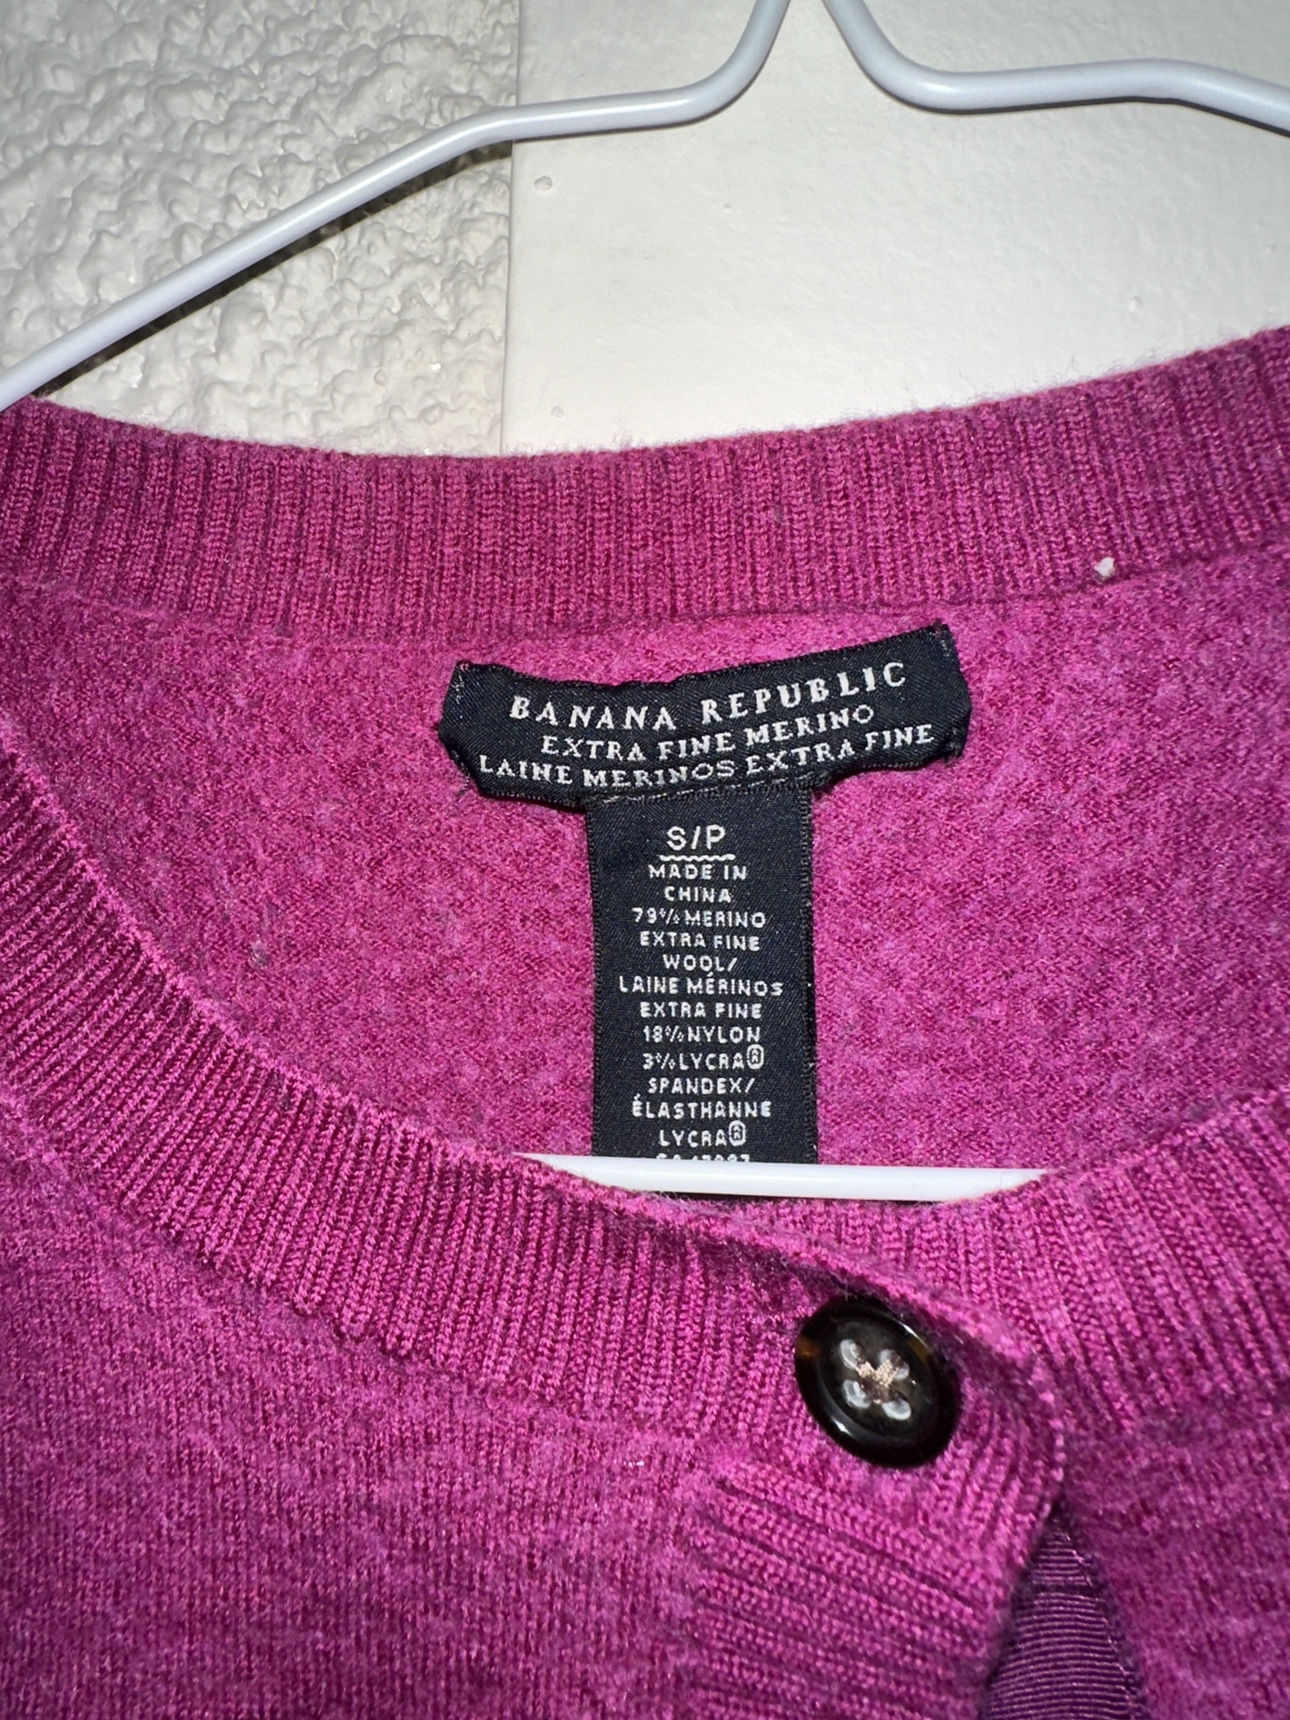 BANANA REPUBLIC
EXTRA FINE MERINO
LAINE MERINOS EXTRA FINE
S/P
MADE IN
CHINA
79% MERINO
EXTRA FINE
WOOL/
LAINE MÉRINOS
EXTRA FINE
18% NYLON
3% LYCRA®
SPANDEX/
ÉLASTHANNE
LYCRA®